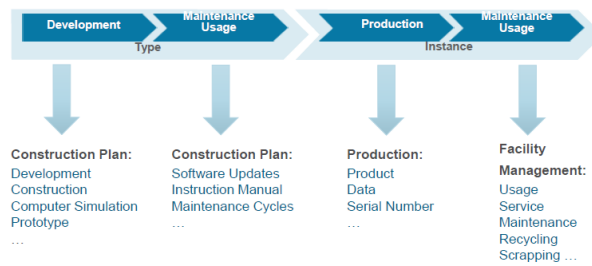 Development
Maintenance
Usage
Production
Maintenance
Usage
Type
Instance
Construction Plan:
Development
Construction
Computer Simulation
Prototype
…
Construction Plan:
Software Updates
Instruction Manual
Maintenance Cycles
…
Production:
Product
Data
Serial Number
…
Facility
Management:
Usage
Service
Maintenance
Recycling
Scrapping …